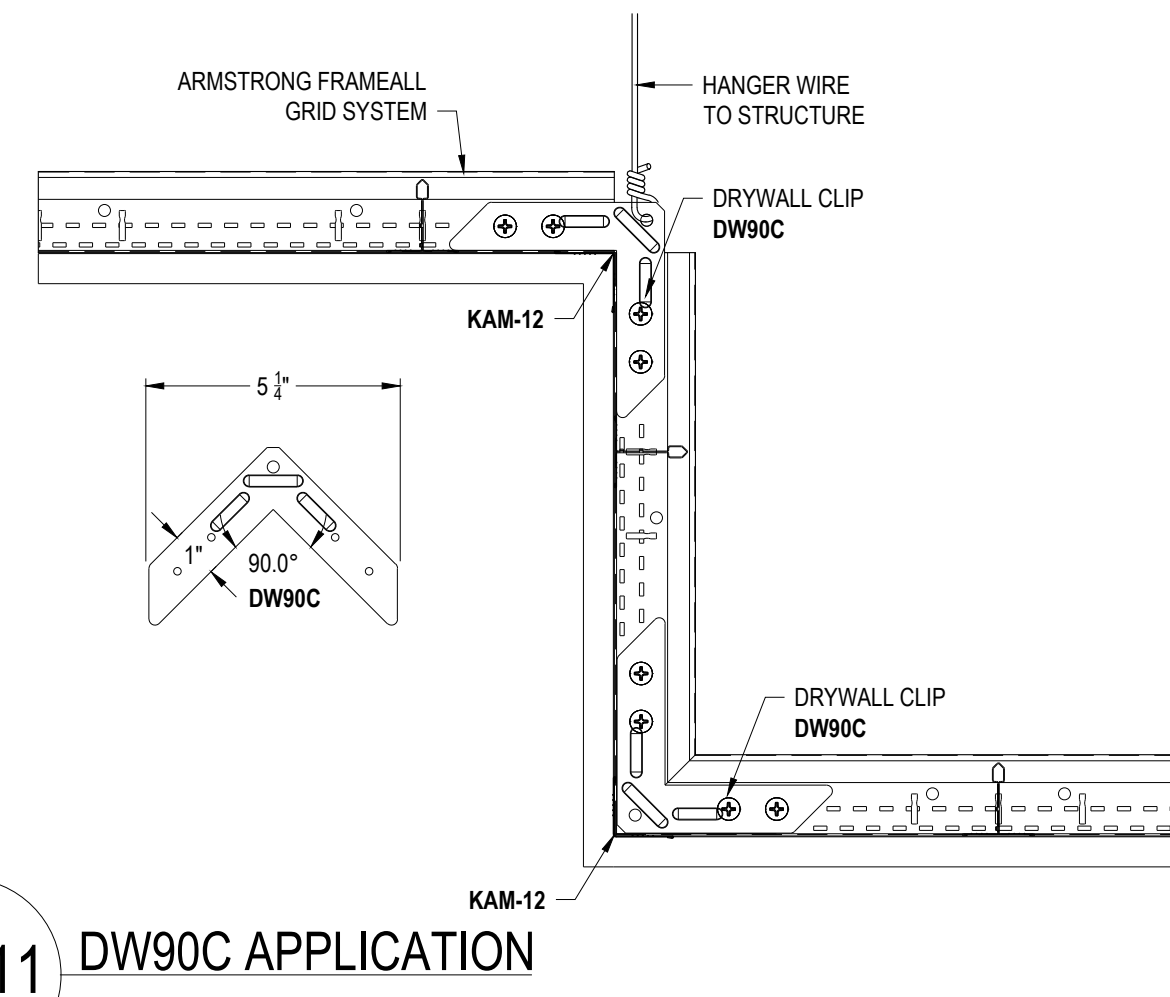 ARMSTRONG FRAMEALL
GRID SYSTEM
HANGER WIRE
TO STRUCTURE
DRYWALL CLIP
DW90C
KAM-12
5 1/4"
1"
90.0°
DW90C
DRYWALL CLIP
DW90C
KAM-12
11
DW90C APPLICATION